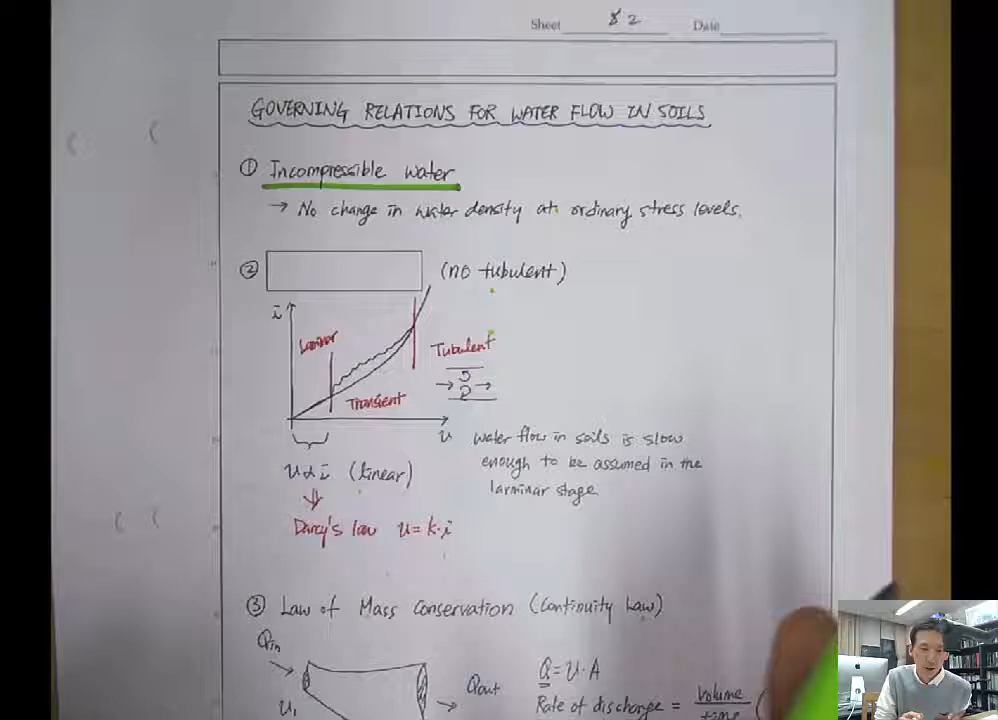 Sheet 2 Date
GOVERNING RELATIONS FOR WATER FLOW IN SOILS
① Incompressible water
→ No change in water density at ordinary stress levels.
② (no tubulent)
i
Laminar
Tubulent
Transient
υ
υ α i (linear)
water flow in soils is slow
enough to be assumed in the
larminar stage
Darcy's law υ = k·i
③ Law of Mass Conservation (Continuity Law)
Qin
Qout
Q = υ·A
υ1
Rate of discharge = volume / time (